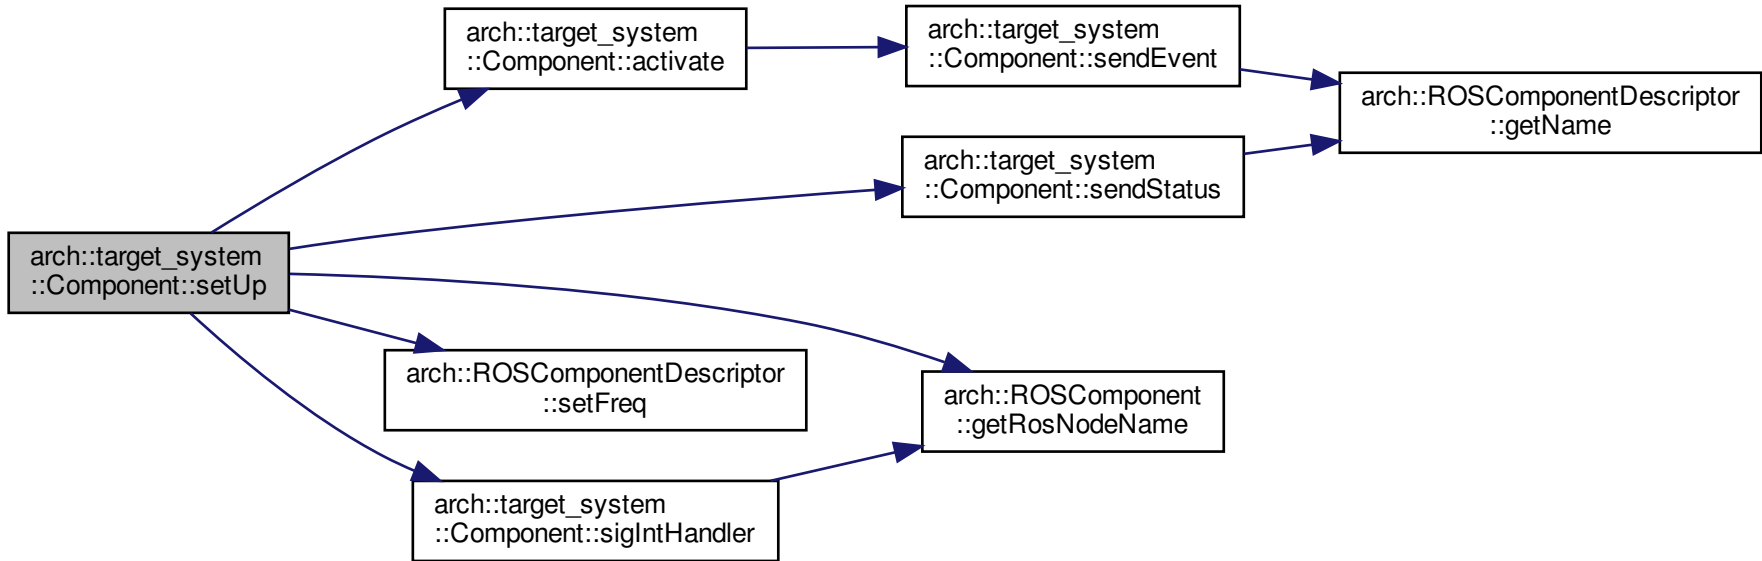 arch::target_system
::Component::activate
arch::target_system
::Component::sendEvent
arch::ROSComponentDescriptor
::getName
arch::target_system
::Component::sendStatus
arch::target_system
::Component::setUp
arch::ROSComponentDescriptor
::setFreq
arch::ROSComponent
::getRosNodeName
arch::target_system
::Component::sigIntHandler